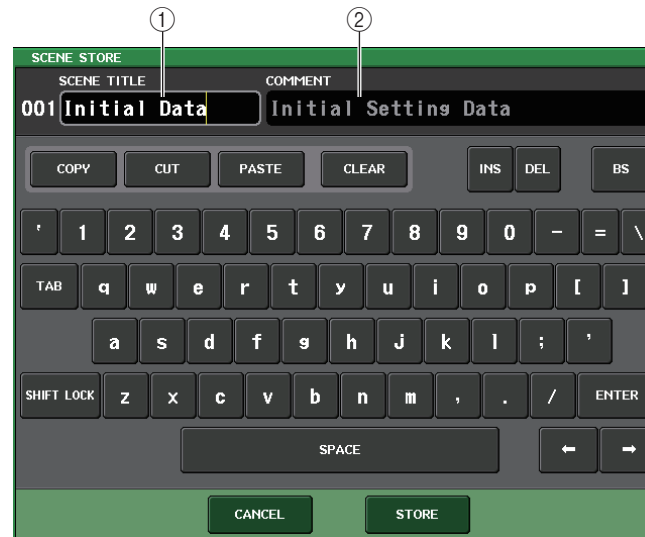 ① ②
SCENE STORE
SCENE TITLE COMMENT
001 Initial Data Initial Setting Data
COPY CUT PASTE CLEAR INS DEL BS
' 1 2 3 4 5 6 7 8 9 0 - = \
TAB q w e r t y u i o p [ ]
a s d f g h j k l ; '
SHIFT LOCK z x c v b n m , . / ENTER
SPACE ← →
CANCEL STORE